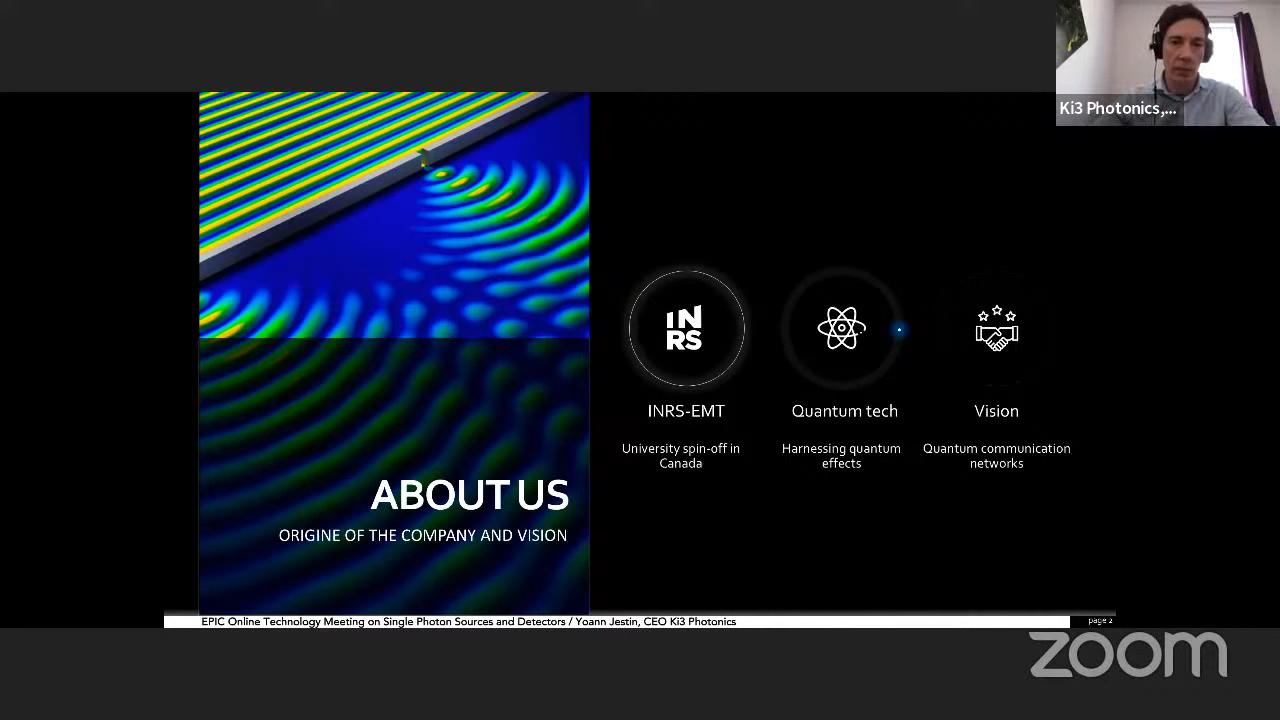 Ki3 Photonics,...
INRS
INRS-EMT
University spin-off in
Canada
Quantum tech
Harnessing quantum
effects
Vision
Quantum communication
networks
ABOUT US
ORIGINE OF THE COMPANY AND VISION
EPIC Online Technology Meeting on Single Photon Sources and Detectors / Yoann Jestin, CEO Ki3 Photonics
page 2
zoom